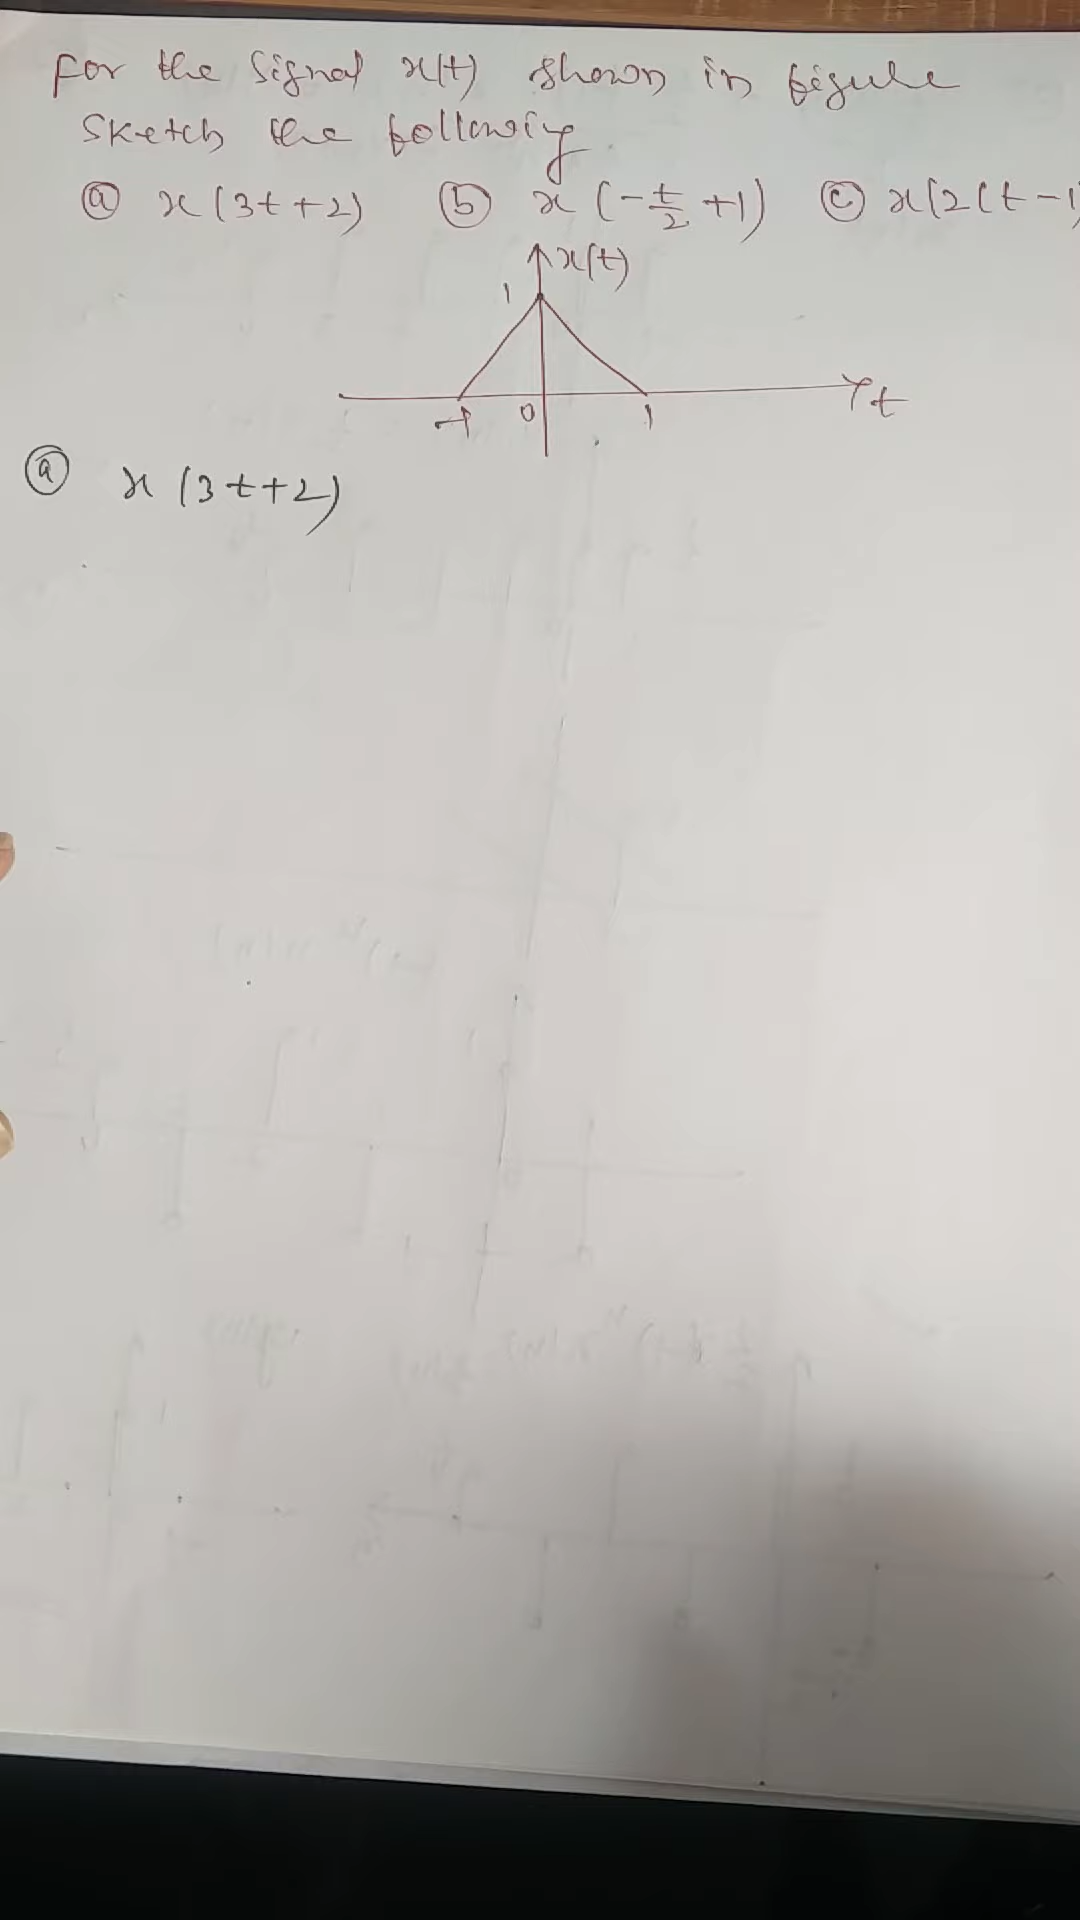 For the Signal x(t) shown in figure
Sketch the following.
ⓐ x(3t+2) ⓑ x(-t/2 +1) ⓒ x(2(t-1)
x(t)
1
-1 0 1 t
ⓐ x(3t+2)